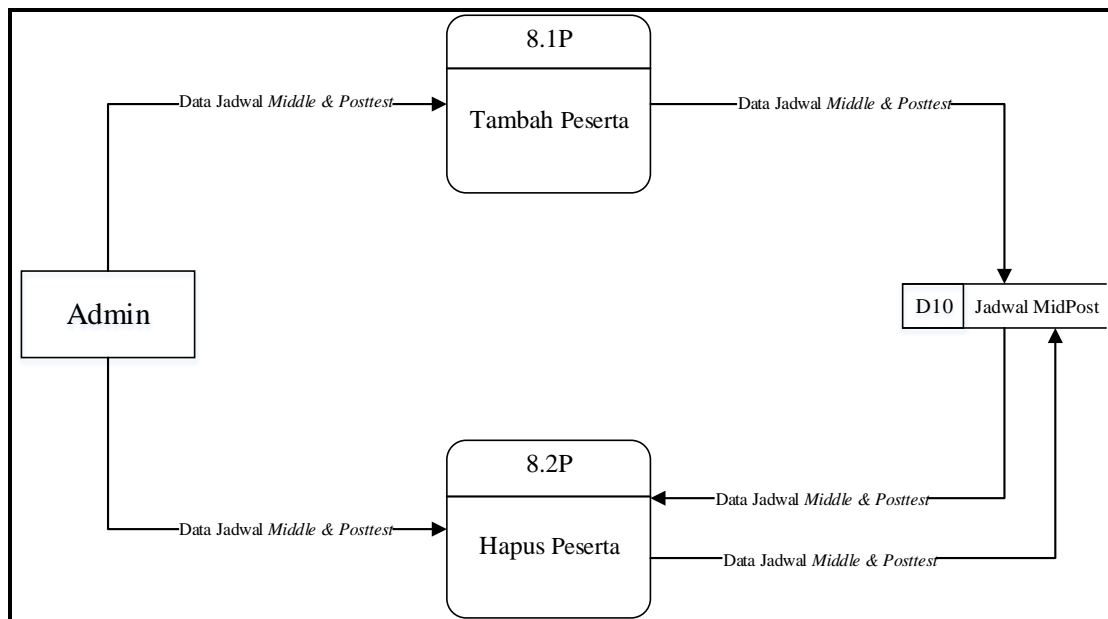 8.1P
Data Jadwal Middle & Posttest
Data Jadwal Middle & Posttest
Tambah Peserta
Admin
D10
Jadwal MidPost
8.2P
Data Jadwal Middle & Posttest
Data Jadwal Middle & Posttest
Hapus Peserta
Data Jadwal Middle & Posttest